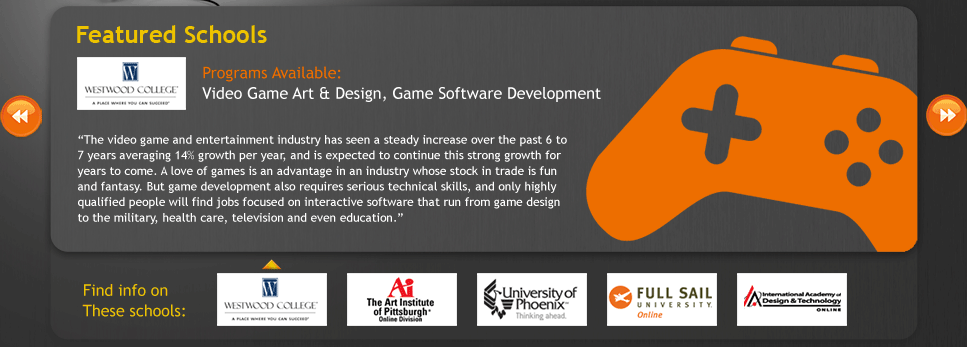 Featured Schools
W
WESTWOOD COLLEGE
A PLACE WHERE YOU CAN SUCCEED
Programs Available:
Video Game Art & Design, Game Software Development
“The video game and entertainment industry has seen a steady increase over the past 6 to
7 years averaging 14% growth per year, and is expected to continue this strong growth for
years to come. A love of games is an advantage in an industry whose stock in trade is fun
and fantasy. But game development also requires serious technical skills, and only highly
qualified people will find jobs focused on interactive software that run from game design
to the military, health care, television and even education.”
Find info on
These schools:
W
WESTWOOD COLLEGE
A PLACE WHERE YOU CAN SUCCEED
Ai
The Art Institute
of Pittsburgh
Online Division
University of
Phoenix
Thinking ahead.
FULL SAIL
UNIVERSITY.
Online
International Academy of
Design & Technology
ONLINE